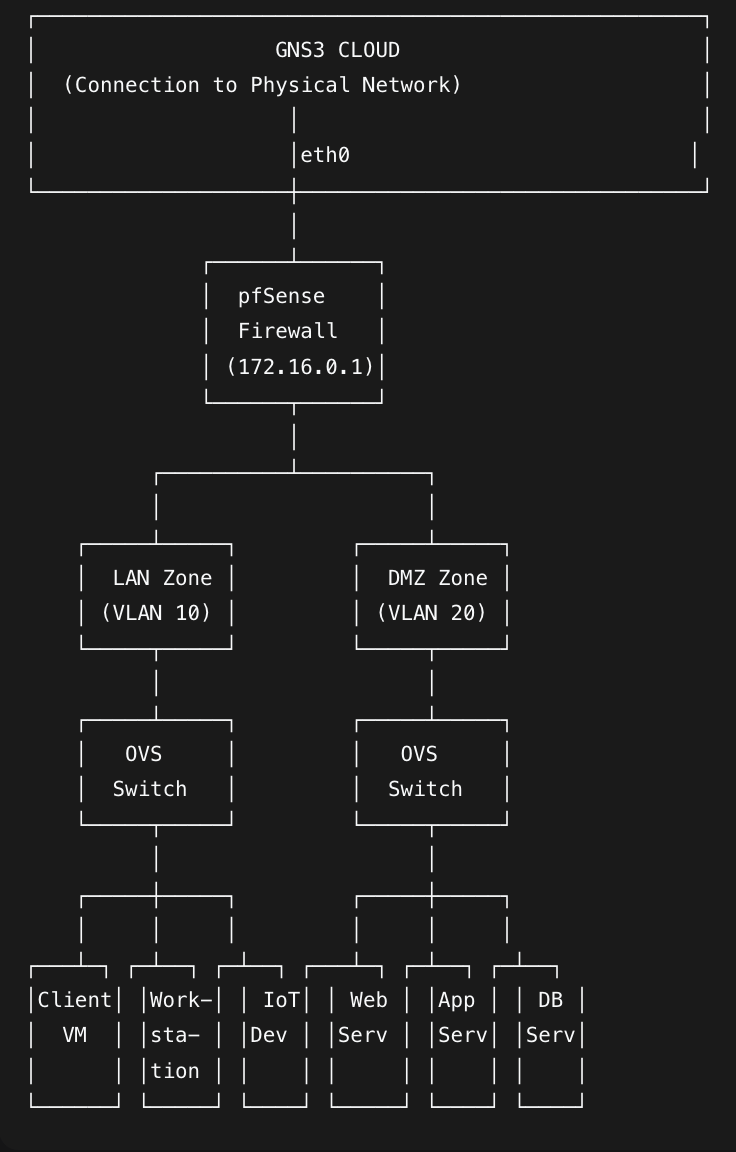 GNS3 CLOUD
(Connection to Physical Network)
eth0
pfSense
Firewall
(172.16.0.1)
LAN Zone DMZ Zone
(VLAN 10) (VLAN 20)
OVS OVS
Switch Switch
Client Work- IoT Web App DB
VM sta- Dev Serv Serv Serv
tion